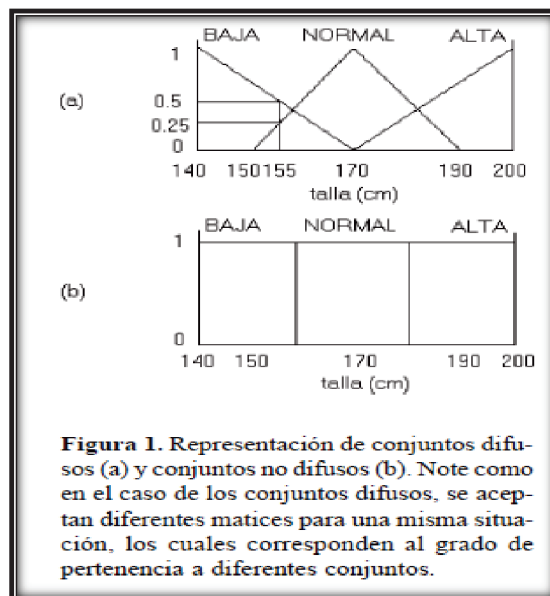 BAJA NORMAL ALTA
1
(a)
0.5
0.25
0
140 150 155 170 190 200
talla (cm)
BAJA NORMAL ALTA
1
(b)
0
140 150 170 190 200
talla (cm)
Figura 1. Representación de conjuntos difu-
sos (a) y conjuntos no difusos (b). Note como
en el caso de los conjuntos difusos, se acep-
tan diferentes matices para una misma situa-
ción, los cuales corresponden al grado de
pertenencia a diferentes conjuntos.